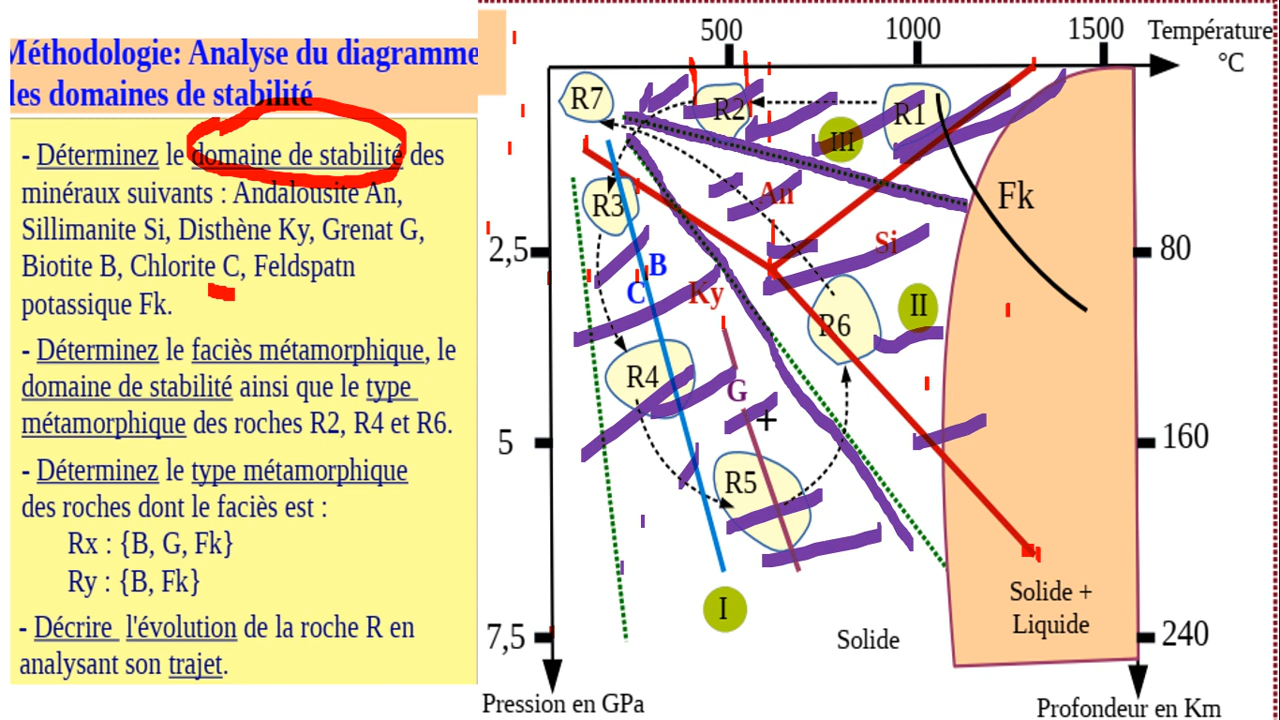 Méthodologie: Analyse du diagramme
des domaines de stabilité
- Déterminez le domaine de stabilité des
minéraux suivants : Andalousite An,
Sillimanite Si, Disthène Ky, Grenat G,
Biotite B, Chlorite C, Feldspatn
potassique Fk.
- Déterminez le faciès métamorphique, le
domaine de stabilité ainsi que le type
métamorphique des roches R2, R4 et R6.
- Déterminez le type métamorphique
des roches dont le faciès est :
Rx : {B, G, Fk}
Ry : {B, Fk}
- Décrire l'évolution de la roche R en
analysant son trajet.
500 1000 1500 Température
°C
R7 R2 R1
III
R3 An Fk
2,5 Si 80
B
C Ky II
R6
R4
G
+
5 160
R5
I
Solide +
Liquide
7,5 Solide 240
Pression en GPa Profondeur en Km